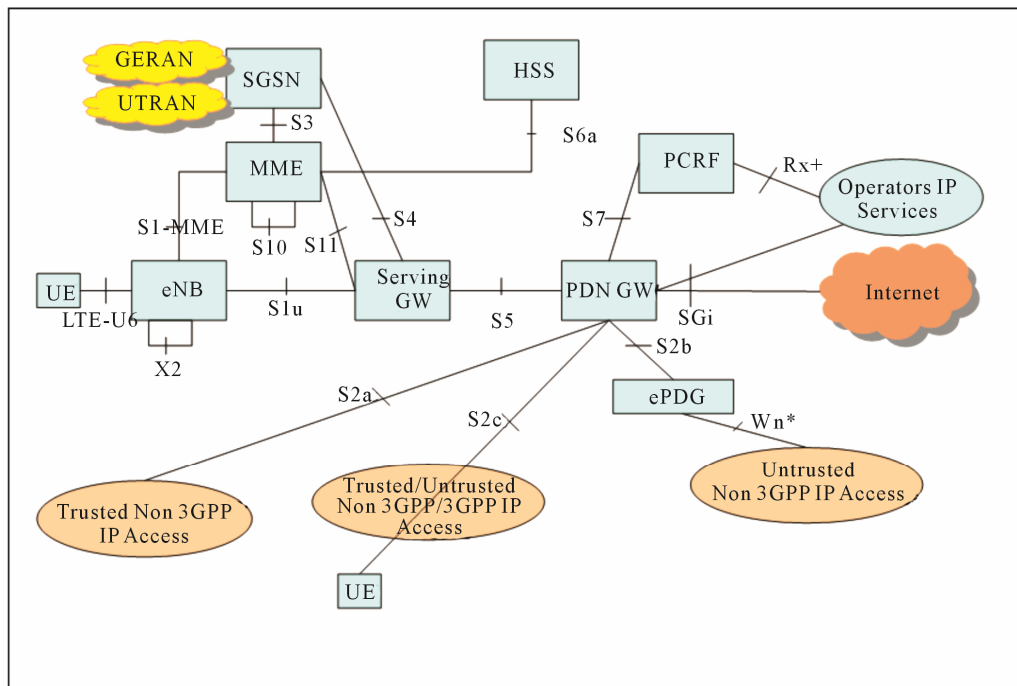 GERAN
UTRAN
SGSN
HSS
S3
S6a
MME
PCRF
Rx+
Operators IP
Services
S1-MME
S10
S11
S4
S7
UE
LTE-U6
eNB
S1u
Serving
GW
S5
PDN GW
SGi
Internet
X2
S2b
S2a
S2c
ePDG
Wn*
Trusted Non 3GPP
IP Access
Trusted/Untrusted
Non 3GPP/3GPP IP
Access
Untrusted
Non 3GPP IP Access
UE